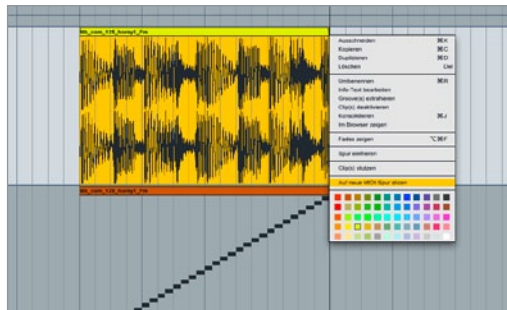 Ausschneiden ⌘X
Kopieren ⌘C
Duplizieren ⌘D
Löschen Del
Umbenennen ⌘R
Info-Text bearbeiten
Groove(s) extrahieren
Clip(s) deaktivieren
Konsolidieren ⌘J
Im Browser zeigen
Fades zeigen ⌥⌘F
Spur einfrieren
Clip(s) stutzen
Auf neue MIDI-Spur slicen